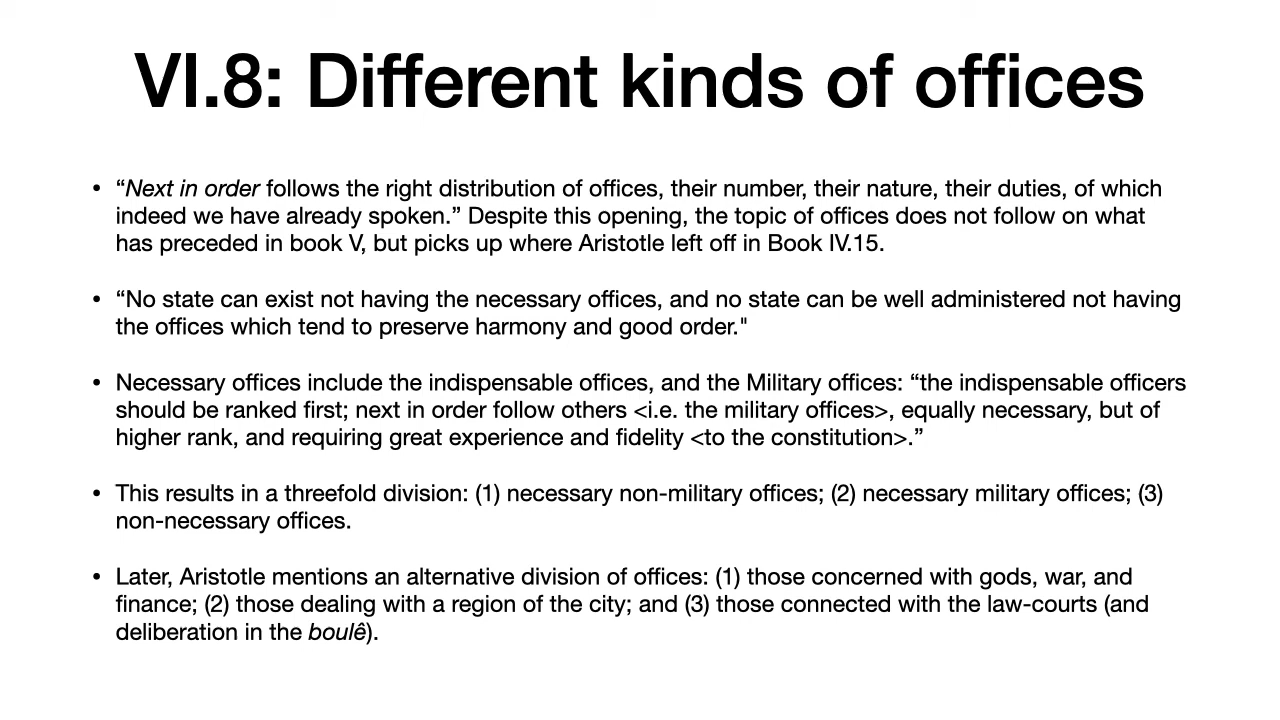 VI.8: Different kinds of offices
• “Next in order follows the right distribution of offices, their number, their nature, their duties, of which
indeed we have already spoken.” Despite this opening, the topic of offices does not follow on what
has preceded in book V, but picks up where Aristotle left off in Book IV.15.
• “No state can exist not having the necessary offices, and no state can be well administered not having
the offices which tend to preserve harmony and good order."
• Necessary offices include the indispensable offices, and the Military offices: “the indispensable officers
should be ranked first; next in order follow others <i.e. the military offices>, equally necessary, but of
higher rank, and requiring great experience and fidelity <to the constitution>.”
• This results in a threefold division: (1) necessary non-military offices; (2) necessary military offices; (3)
non-necessary offices.
• Later, Aristotle mentions an alternative division of offices: (1) those concerned with gods, war, and
finance; (2) those dealing with a region of the city; and (3) those connected with the law-courts (and
deliberation in the boulê).